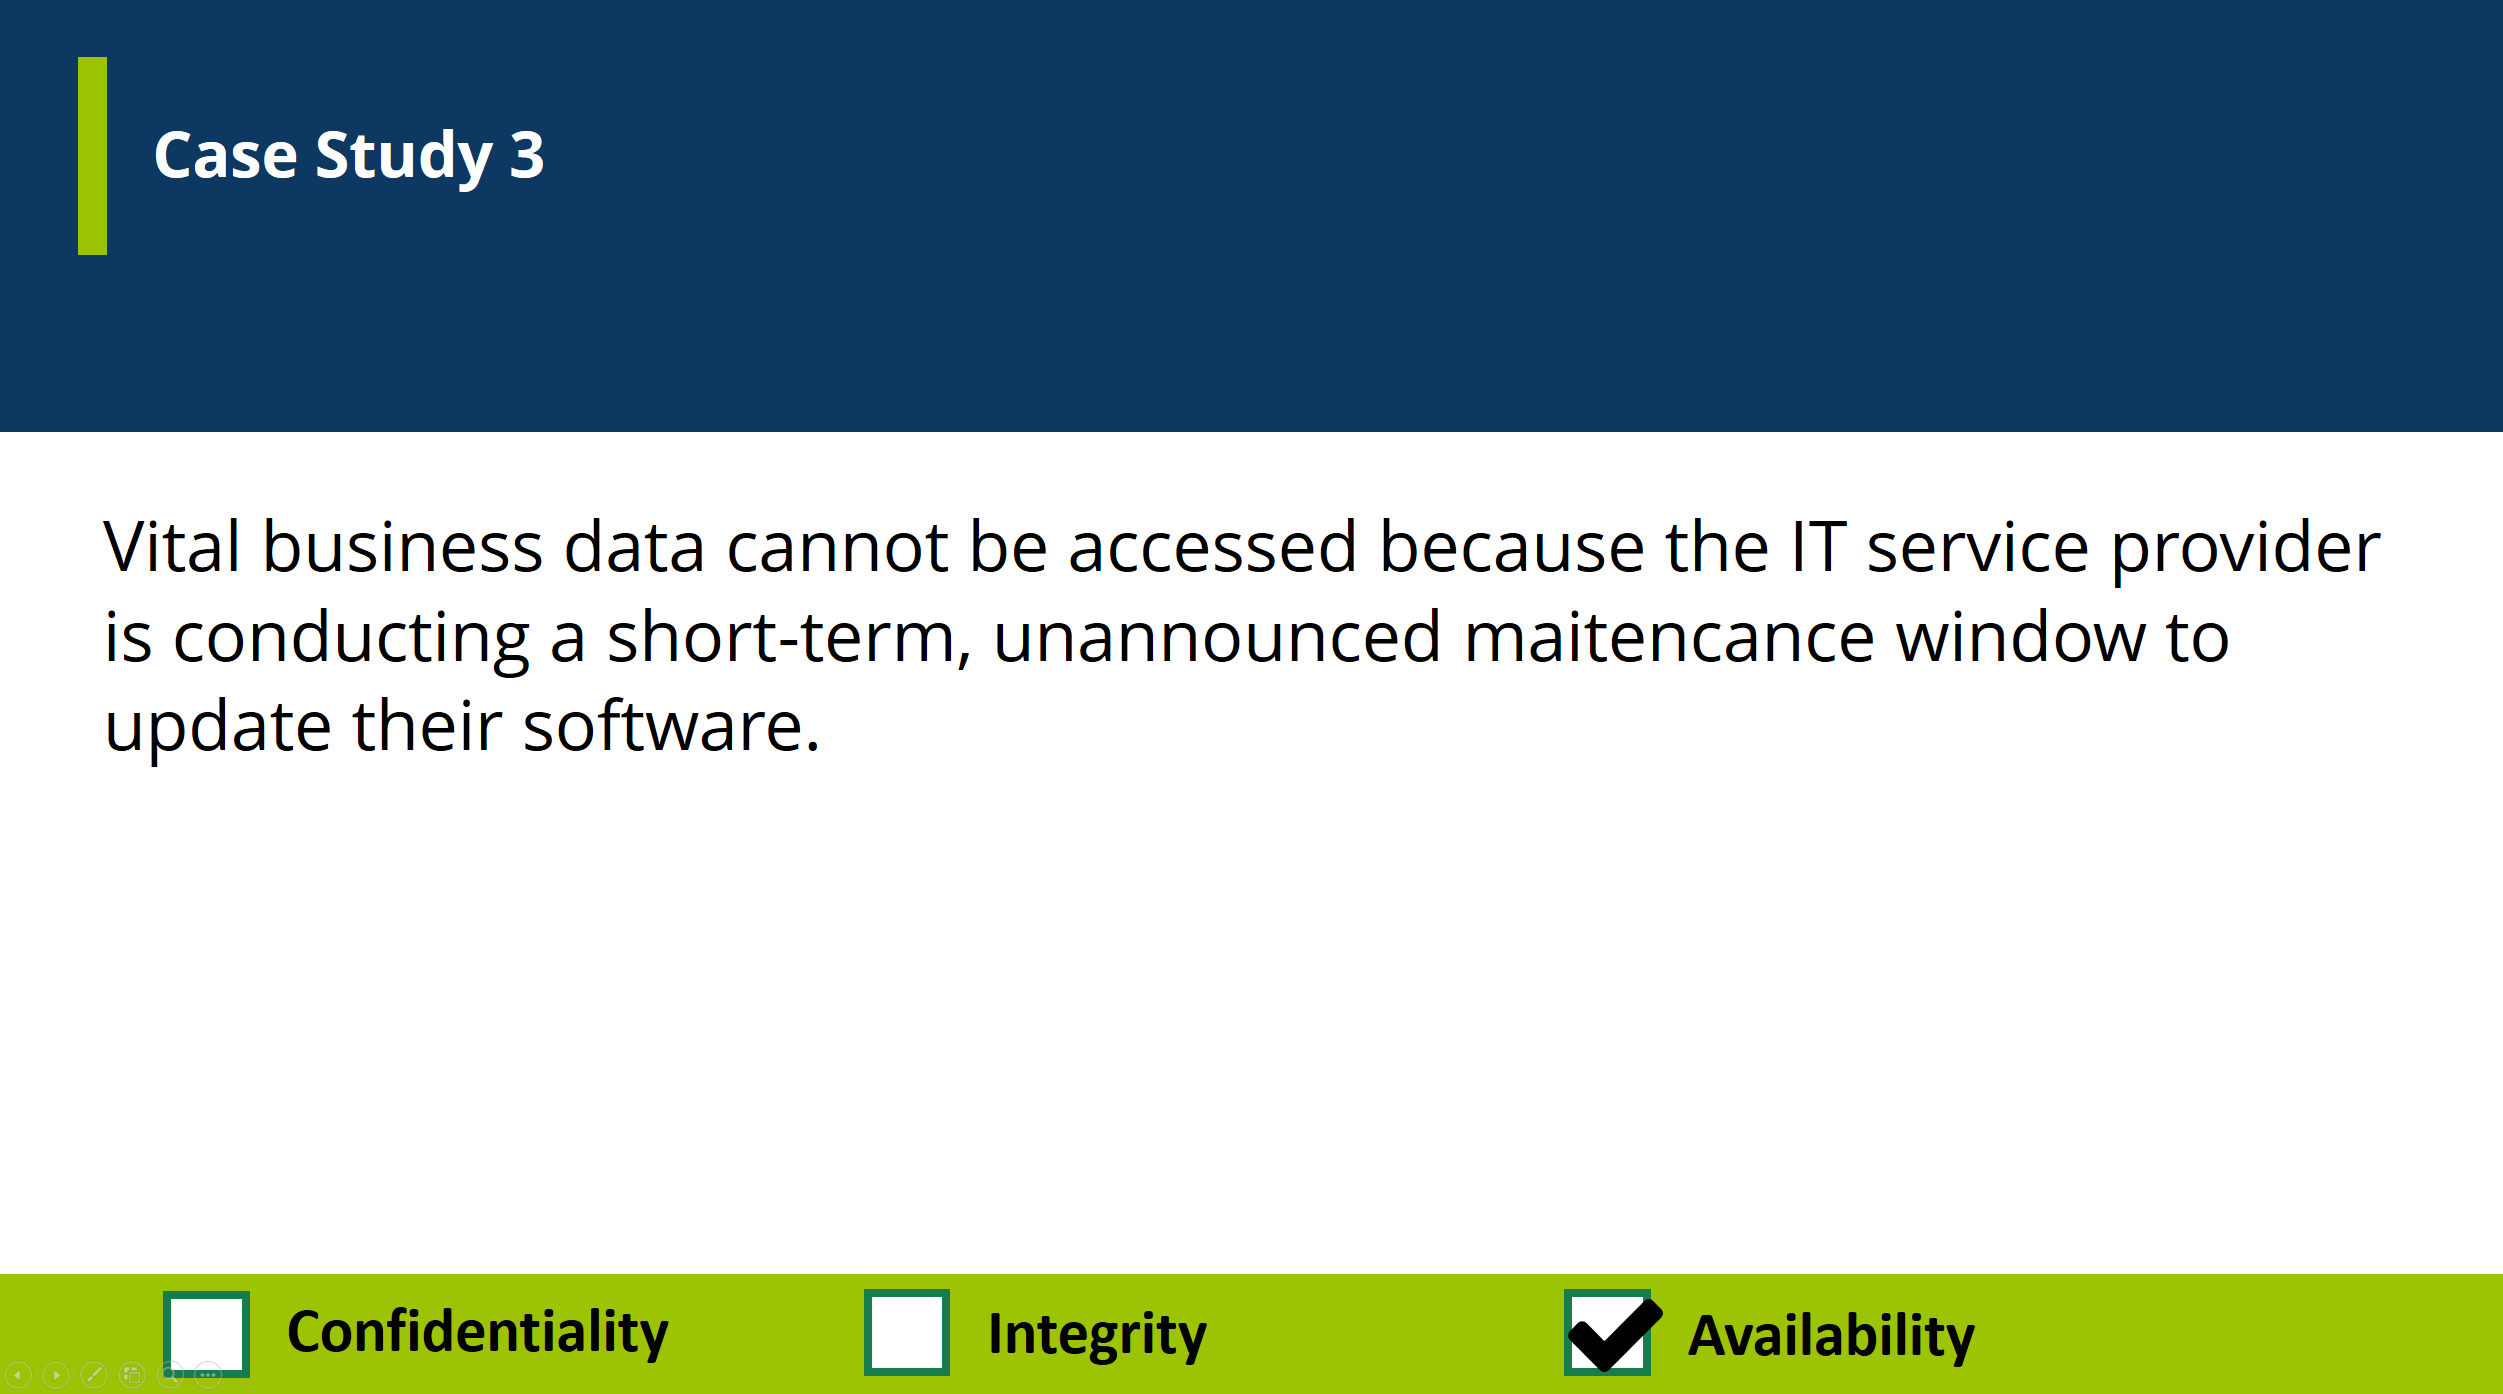 Case Study 3
Vital business data cannot be accessed because the IT service provider
is conducting a short-term, unannounced maitencance window to
update their software.
Confidentiality
Integrity
Availability